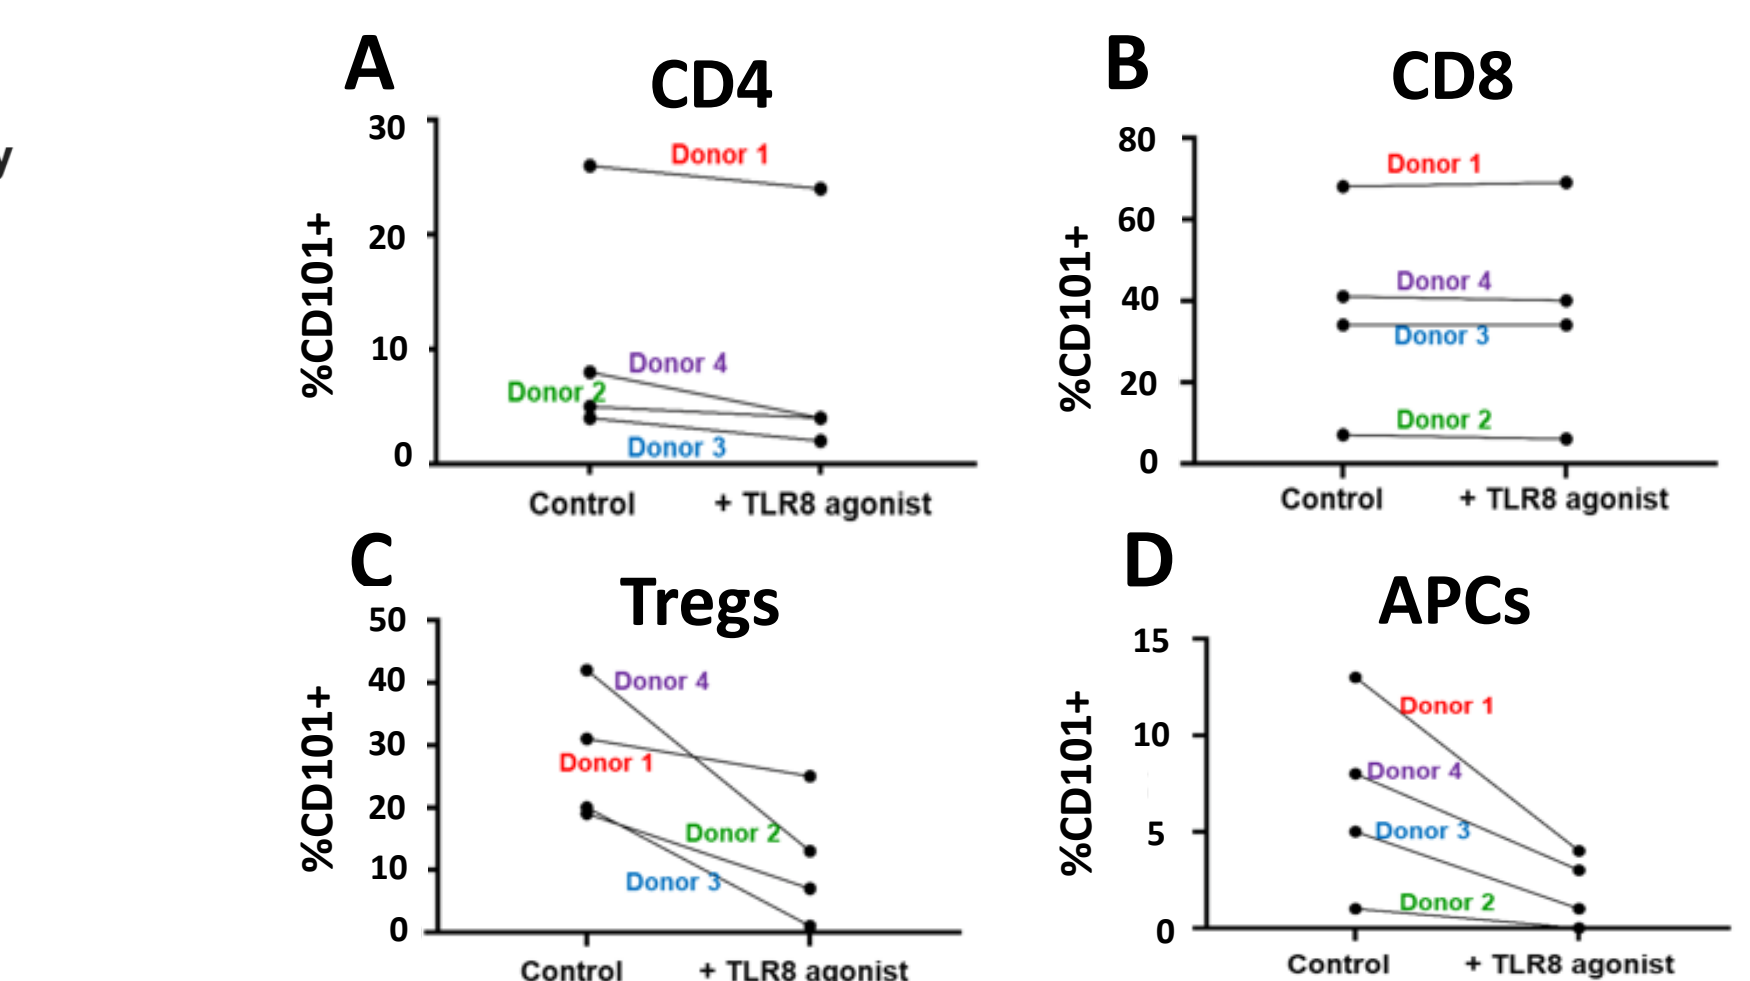 y
A
CD4
30
20
10
0
%CD101+
Donor 1
Donor 4
Donor 2
Donor 3
Control
+ TLR8 agonist
B
CD8
80
60
40
20
0
%CD101+
Donor 1
Donor 4
Donor 3
Donor 2
Control
+ TLR8 agonist
C
Tregs
50
40
30
20
10
0
%CD101+
Donor 4
Donor 1
Donor 2
Donor 3
Control
+ TLR8 agonist
D
APCs
15
10
5
0
%CD101+
Donor 1
Donor 4
Donor 3
Donor 2
Control
+ TLR8 agonist